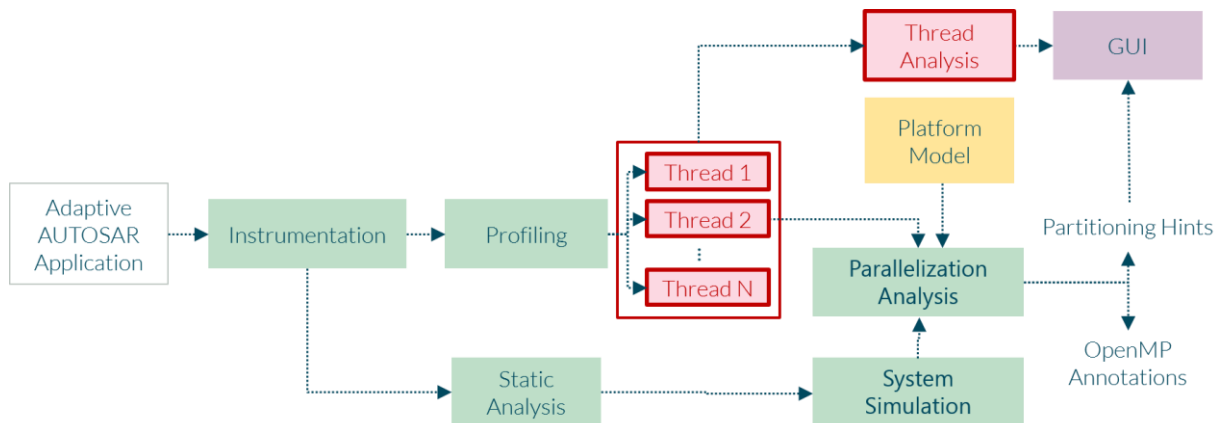 Thread
Analysis
GUI
Platform
Model
Thread 1
Thread 2
⋮
Thread N
Adaptive
AUTOSAR
Application
Instrumentation
Profiling
Parallelization
Analysis
Partitioning Hints
OpenMP
Annotations
Static
Analysis
System
Simulation